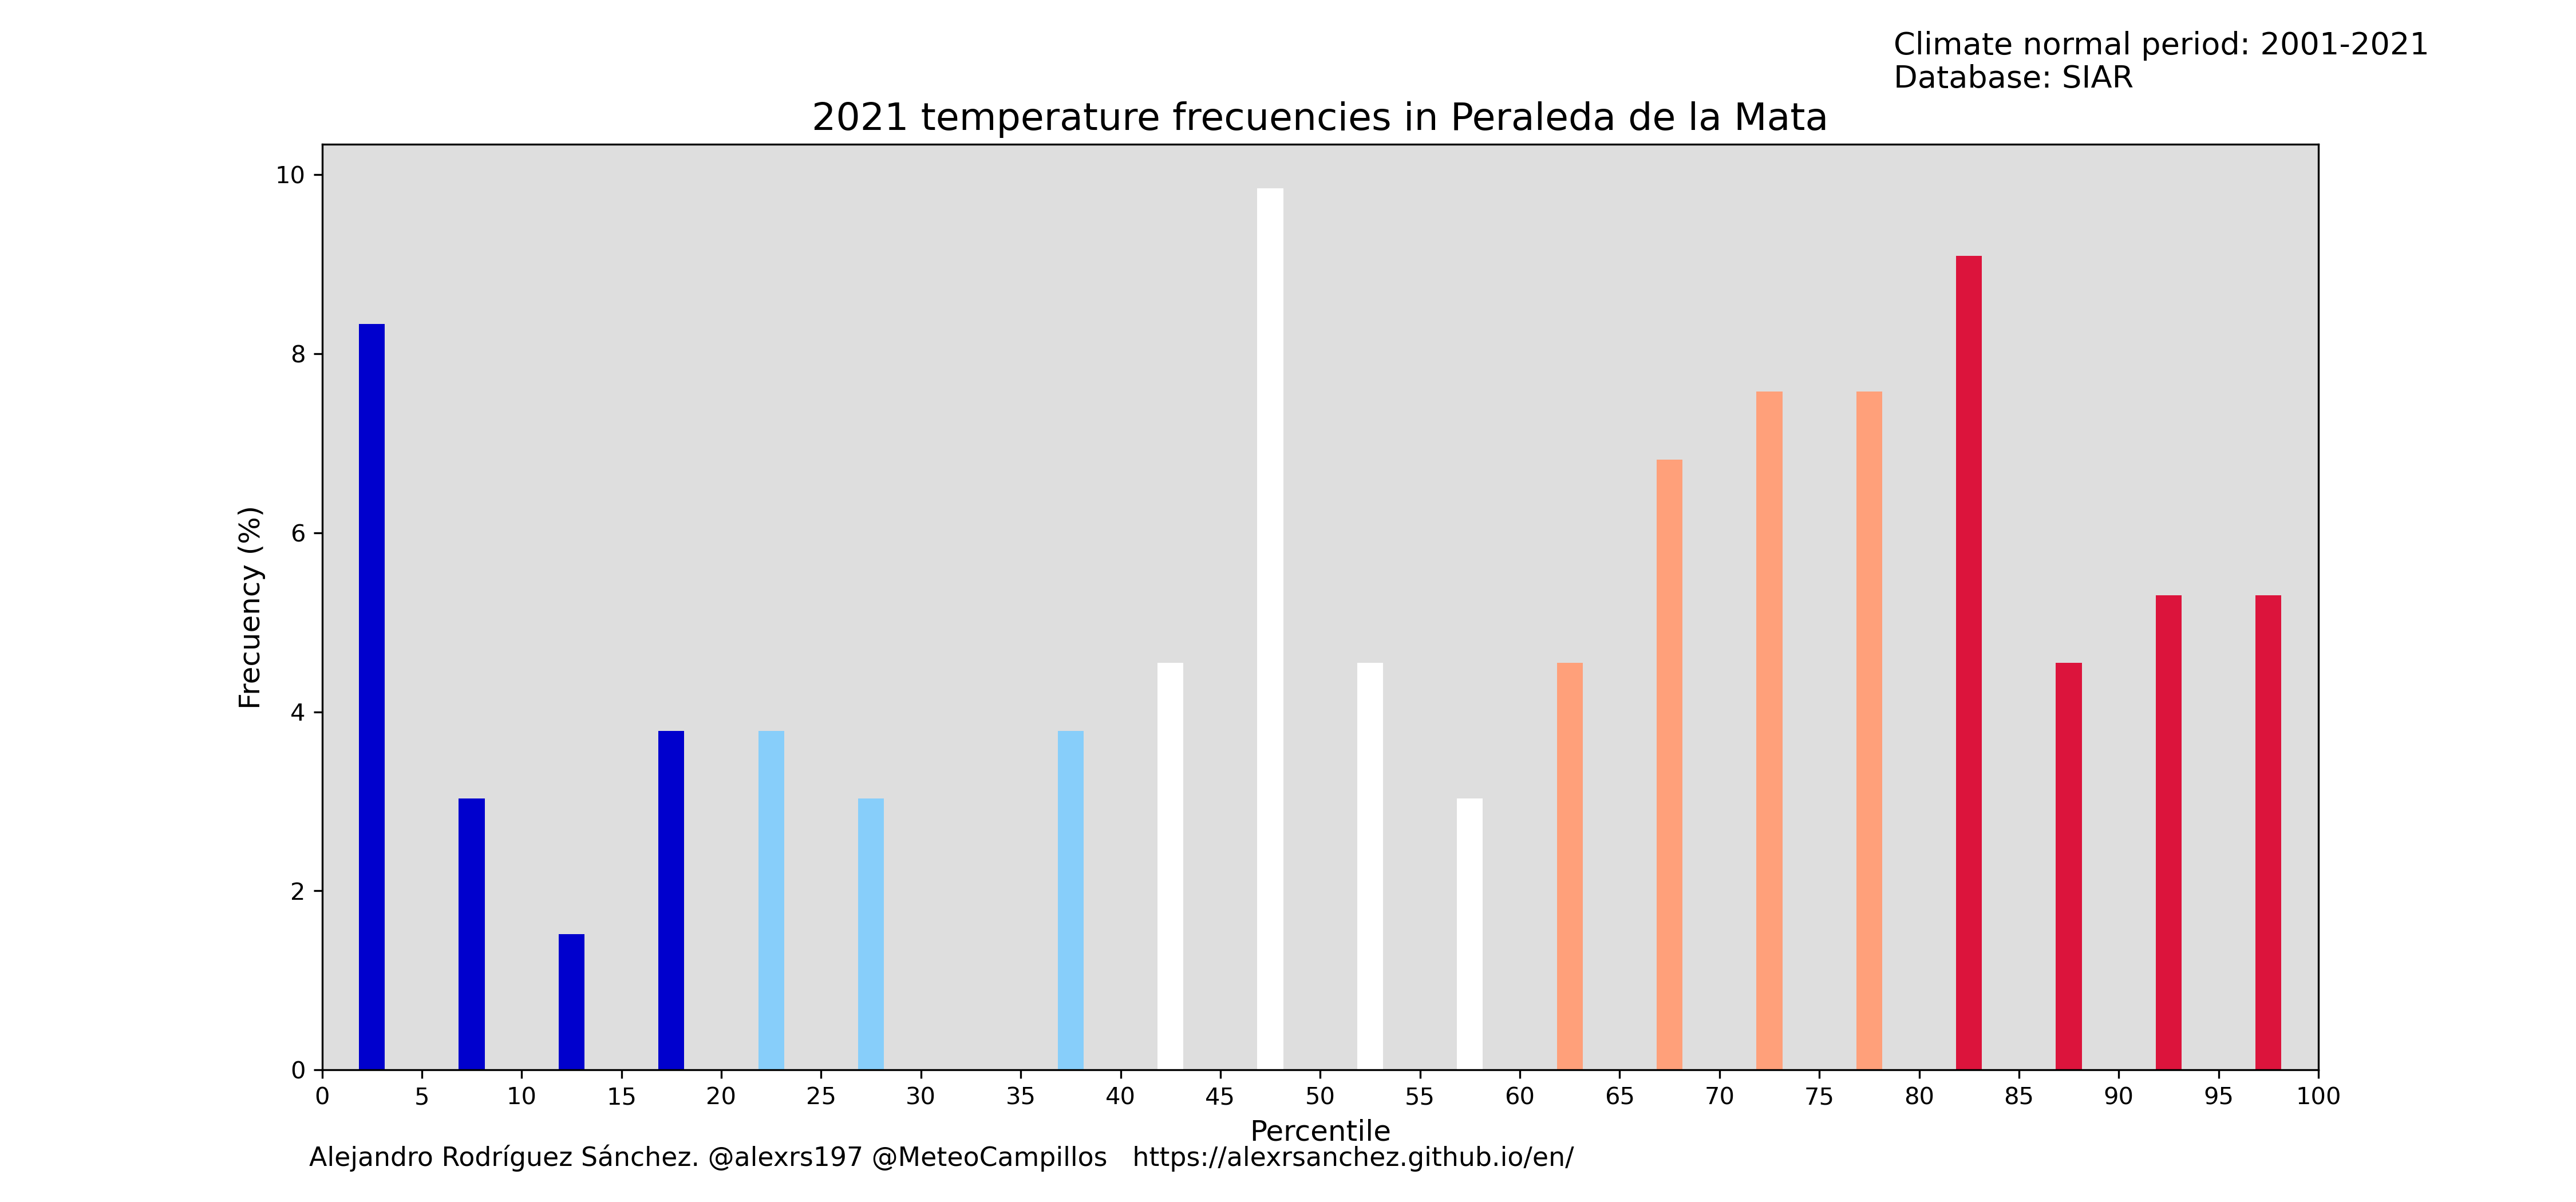 Climate normal period: 2001-2021
Database: SIAR
2021 temperature frecuencies in Peraleda de la Mata
10
8
6
4
2
0
Frecuency (%)
0 5 10 15 20 25 30 35 40 45 50 55 60 65 70 75 80 85 90 95 100
Percentile
Alejandro Rodríguez Sánchez. @alexrs197 @MeteoCampillos https://alexrsanchez.github.io/en/